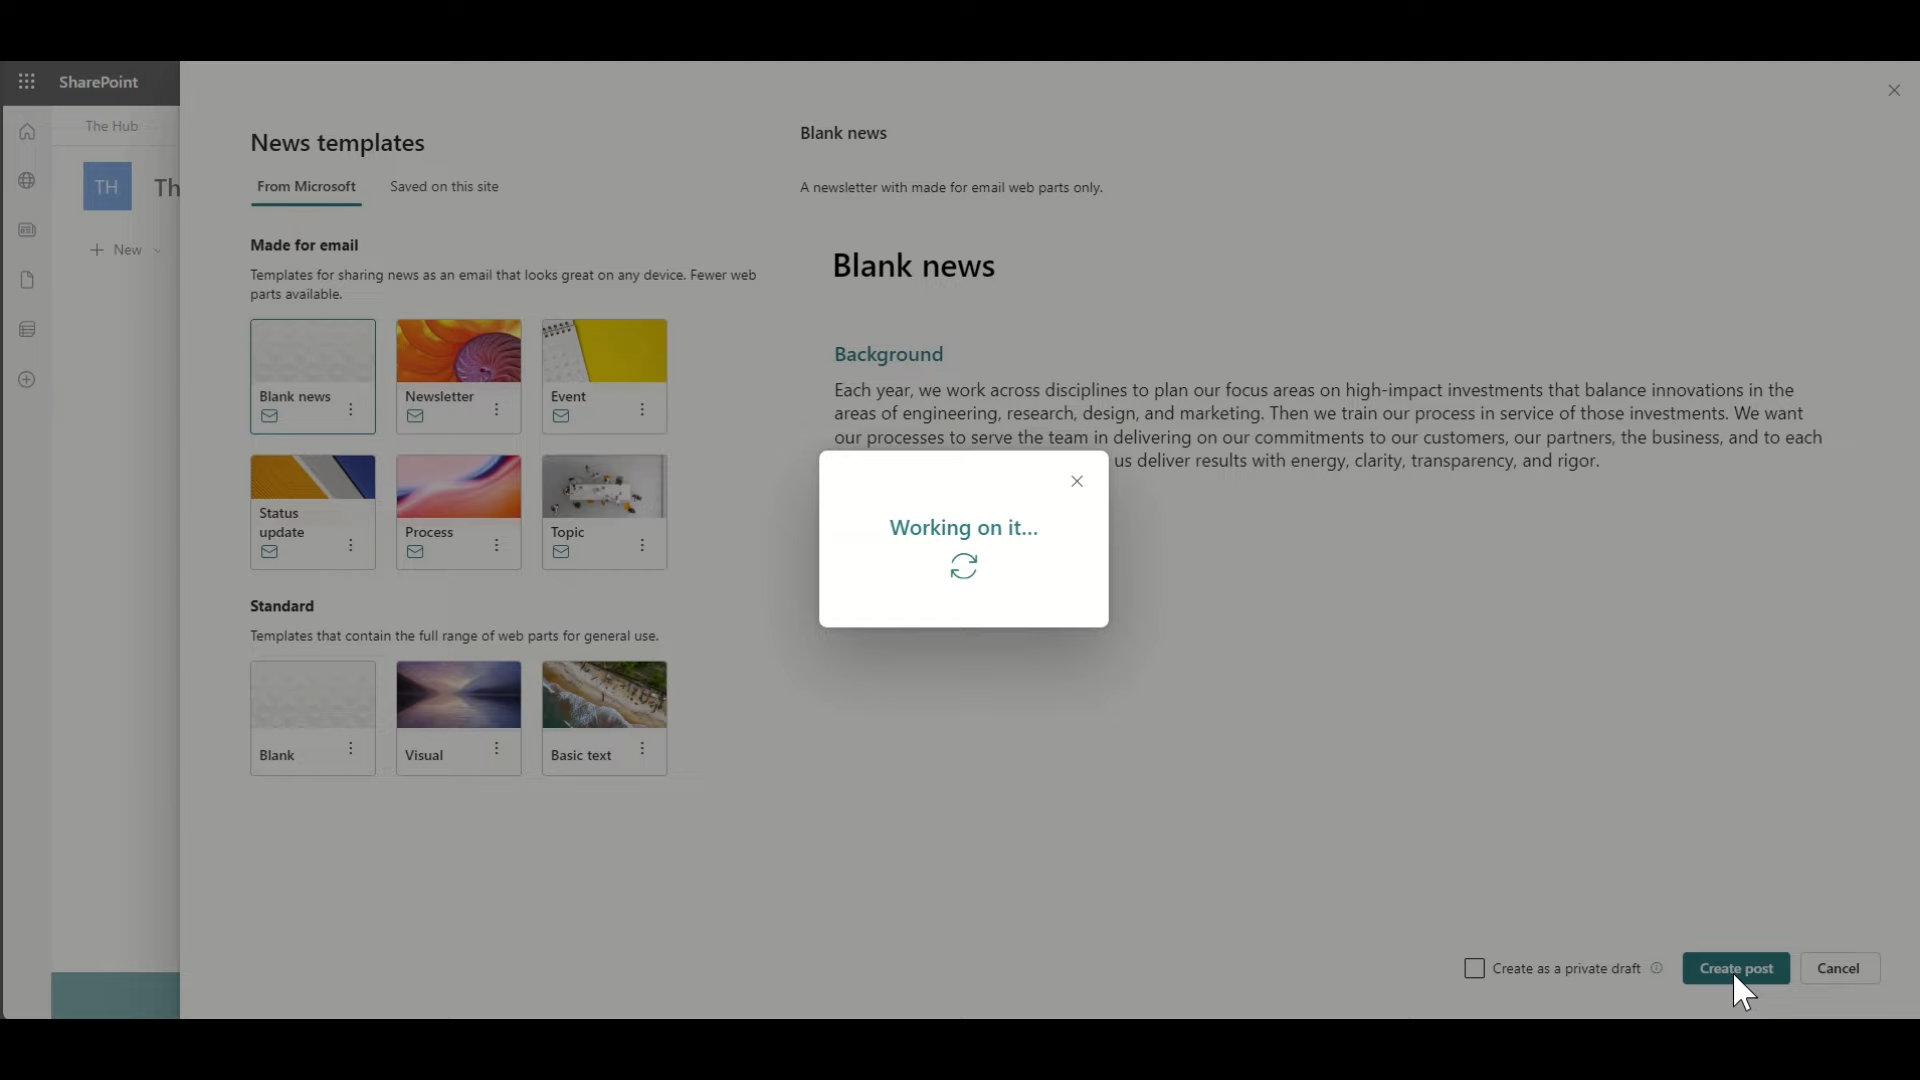 SharePoint
The Hub
TH
Th
New
News templates
From Microsoft
Saved on this site
Made for email
Templates for sharing news as an email that looks great on any device. Fewer web
parts available.
Blank news
Newsletter
Event
Status
update
Process
Topic
Standard
Templates that contain the full range of web parts for general use.
Blank
Visual
Basic text
Blank news
A newsletter with made for email web parts only.
Blank news
Background
Each year, we work across disciplines to plan our focus areas on high-impact investments that balance innovations in the
areas of engineering, research, design, and marketing. Then we train our process in service of those investments. We want
our processes to serve the team in delivering on our commitments to our customers, our partners, the business, and to each
us deliver results with energy, clarity, transparency, and rigor.
Working on it...
Create as a private draft
Create post
Cancel